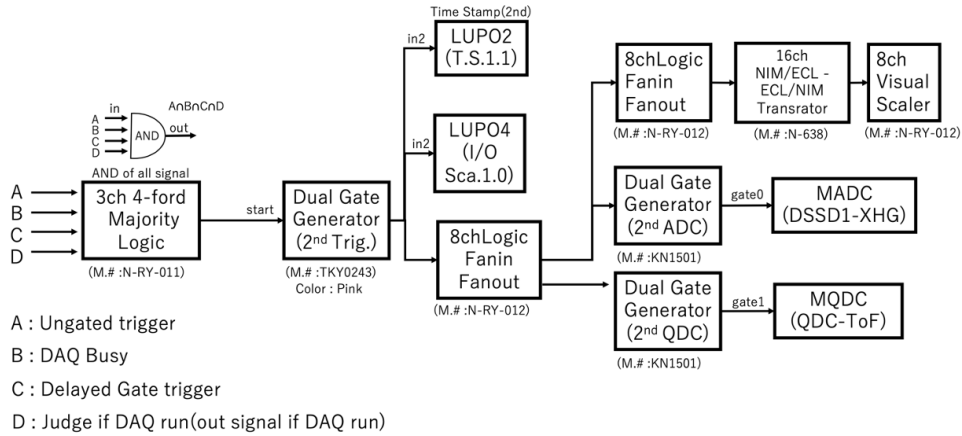 Time Stamp(2nd)
in2
LUPO2
(T.S.1.1)
in
A∩B∩C∩D
A
B
C
D
AND
out
AND of all signal
A
B
C
D
3ch 4-ford
Majority
Logic
(M.# :N-RY-011)
start
Dual Gate
Generator
(2nd Trig.)
(M.# :TKY0243)
Color : Pink
in2
LUPO4
(I/O
Sca.1.0)
8chLogic
Fanin
Fanout
(M.# :N-RY-012)
8chLogic
Fanin
Fanout
(M.# :N-RY-012)
16ch
NIM/ECL -
ECL/NIM
Transrator
(M.# :N-638)
8ch
Visual
Scaler
(M.# :N-RY-012)
Dual Gate
Generator
(2nd ADC)
(M.# :KN1501)
gate0
MADC
(DSSD1-XHG)
Dual Gate
Generator
(2nd QDC)
(M.# :KN1501)
gate1
MQDC
(QDC-ToF)
A : Ungated trigger
B : DAQ Busy
C : Delayed Gate trigger
D : Judge if DAQ run(out signal if DAQ run)